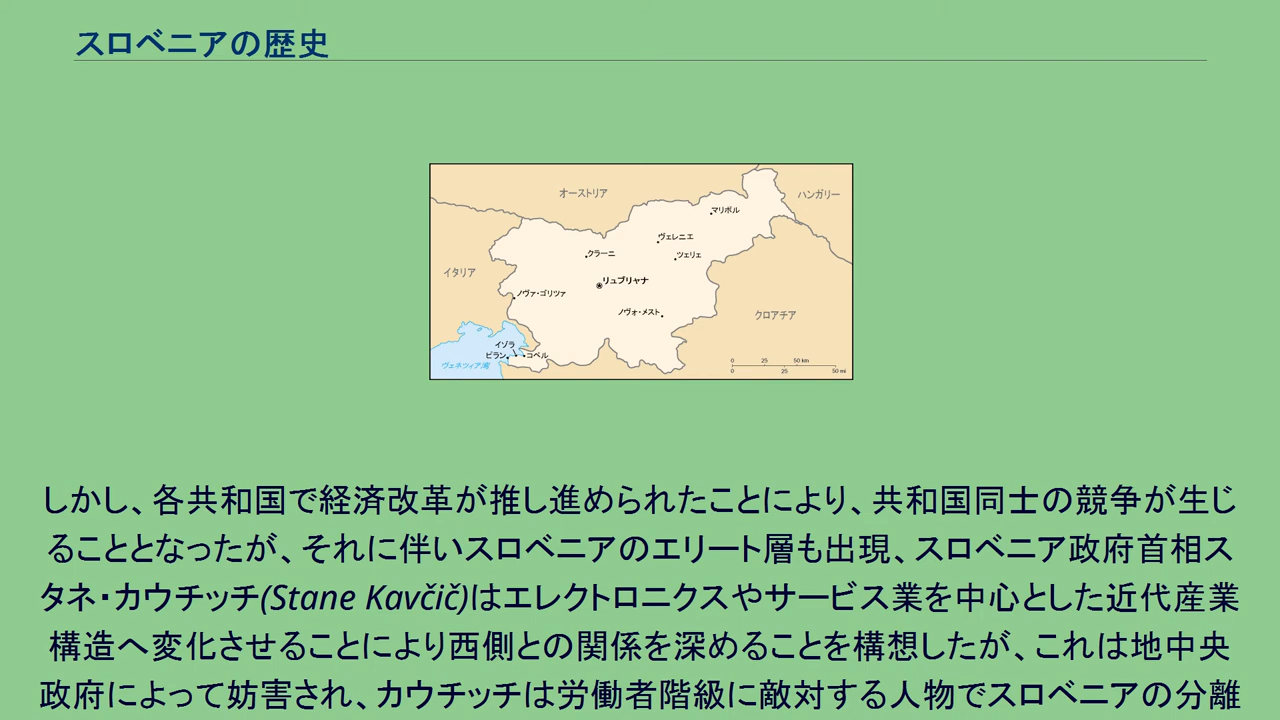 スロベニアの歴史
オーストリア
ハンガリー
マリボル
ヴェレニエ
クラーニ
ツェリェ
イタリア
リュブリャナ
ノヴァ・ゴリツァ
ノヴォ・メスト
クロアチア
イゾラ
ピラン
コペル
ヴェネツィア湾
0 25 50 km
0 25 50 mi
しかし、各共和国で経済改革が推し進められたことにより、共和国同士の競争が生じ
ることとなったが、それに伴いスロベニアのエリート層も出現、スロベニア政府首相ス
タネ・カウチッチ(Stane Kavčič)はエレクトロニクスやサービス業を中心とした近代産業
構造へ変化させることにより西側との関係を深めることを構想したが、これは地中央
政府によって妨害され、カウチッチは労働者階級に敵対する人物でスロベニアの分離